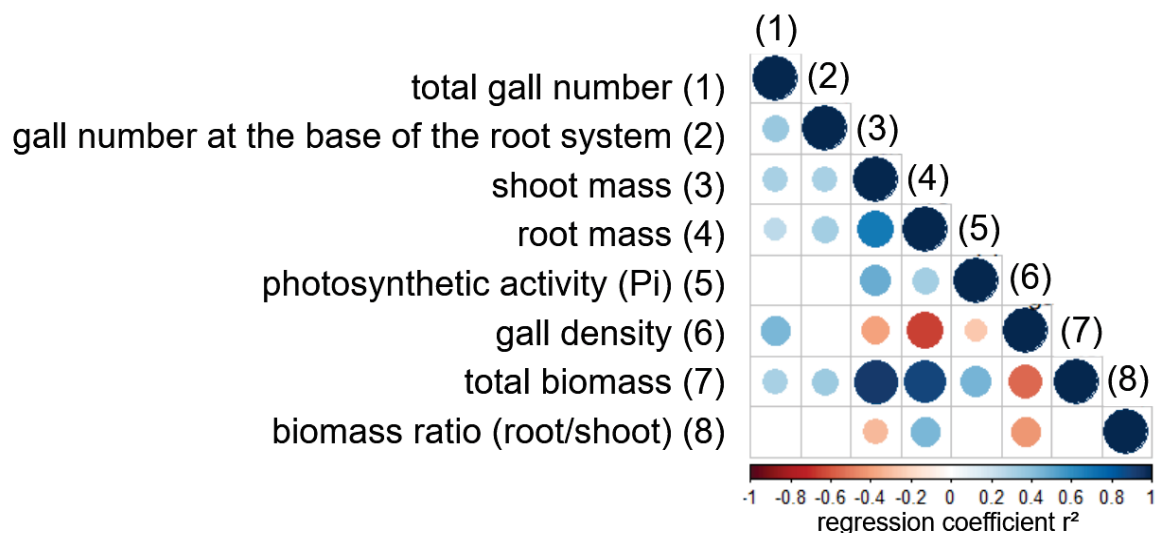 (1)
total gall number (1) (2)
gall number at the base of the root system (2) (3)
shoot mass (3) (4)
root mass (4) (5)
photosynthetic activity (Pi) (5) (6)
gall density (6) (7)
total biomass (7) (8)
biomass ratio (root/shoot) (8)
-1 -0.8 -0.6 -0.4 -0.2 0 0.2 0.4 0.6 0.8 1
regression coefficient r²